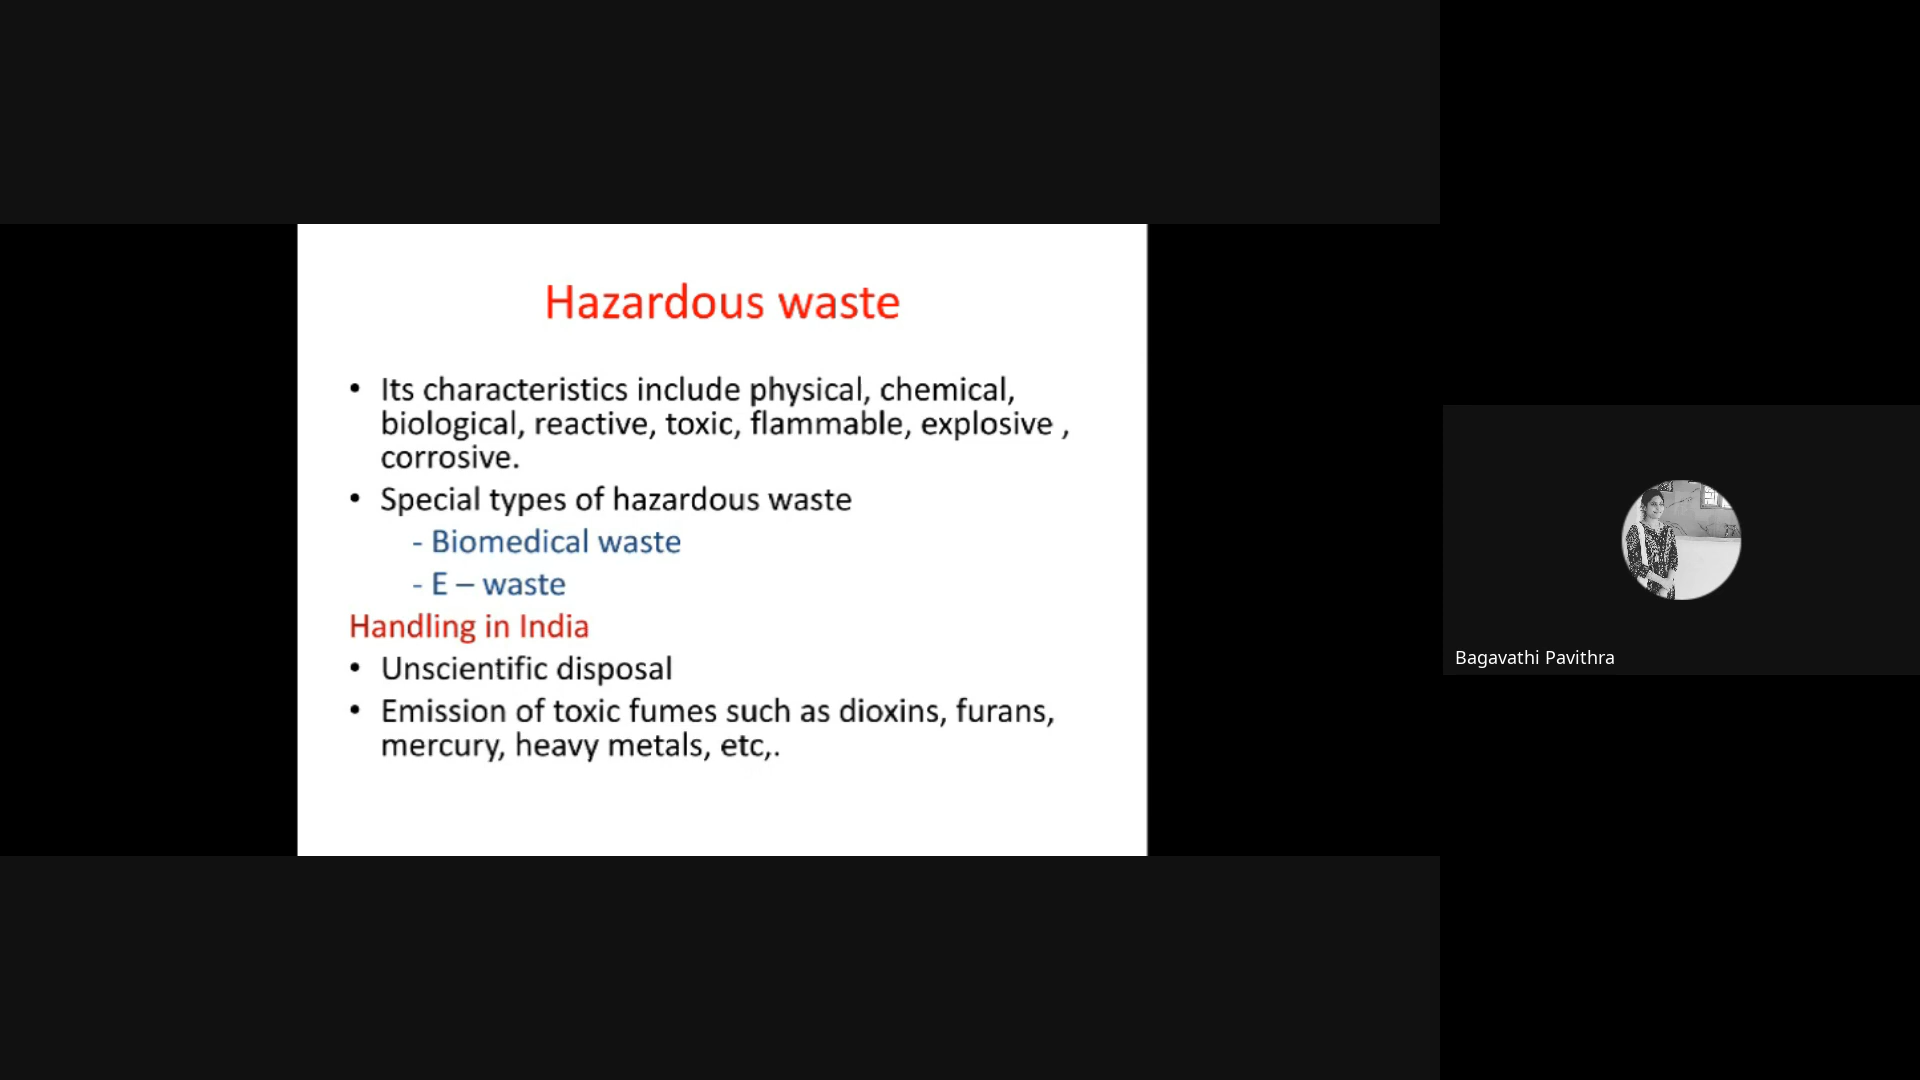 Hazardous waste
• Its characteristics include physical, chemical,
biological, reactive, toxic, flammable, explosive ,
corrosive.
• Special types of hazardous waste
- Biomedical waste
- E – waste
Handling in India
• Unscientific disposal
• Emission of toxic fumes such as dioxins, furans,
mercury, heavy metals, etc,.
Bagavathi Pavithra